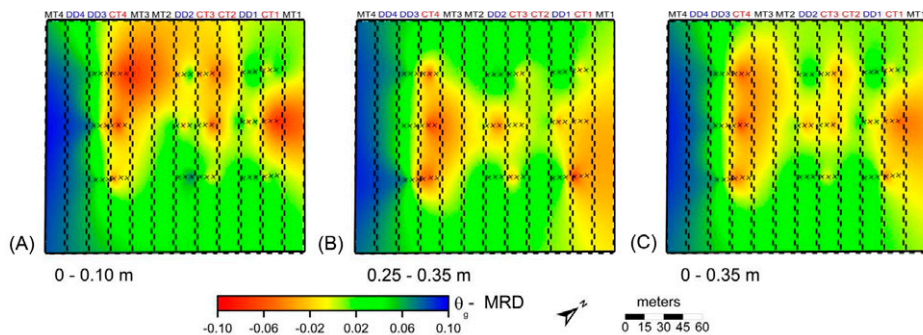 MT4 DD4 DD3 CT4 MT3 MT2 DD2 CT3 CT2 DD1 CT1 MT1
MT4 DD4 DD3 CT4 MT3 MT2 DD2 CT3 CT2 DD1 CT1 MT1
MT4 DD4 DD3 CT4 MT3 MT2 DD2 CT3 CT2 DD1 CT1 MT1
(A)
(B)
(C)
0 - 0.10 m
0.25 - 0.35 m
0 - 0.35 m
θg - MRD
-0.10 -0.06 -0.02 0.02 0.06 0.10
N
meters
0 15 30 45 60